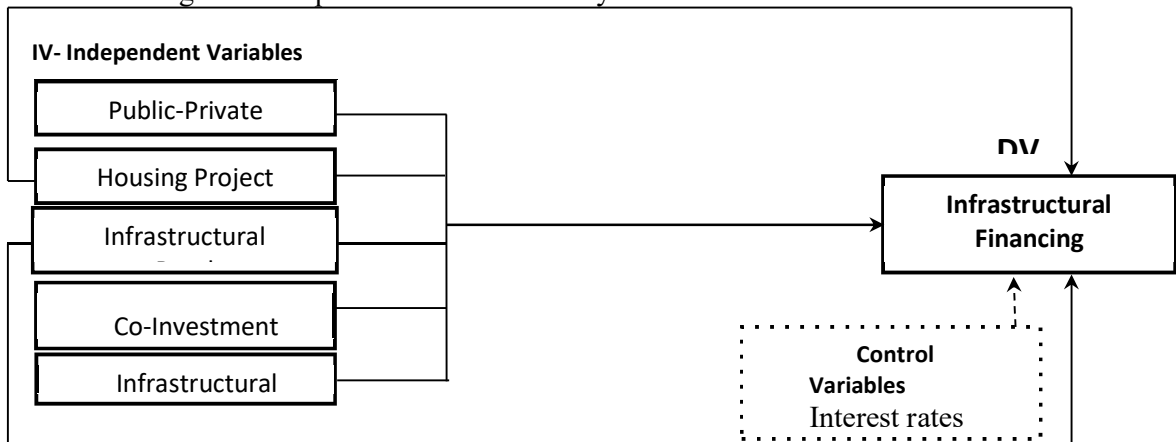 IV- Independent Variables
Public-Private
Housing Project
Infrastructural
Co-Investment
Infrastructural
DV
Infrastructural
Financing
Control
Variables
Interest rates